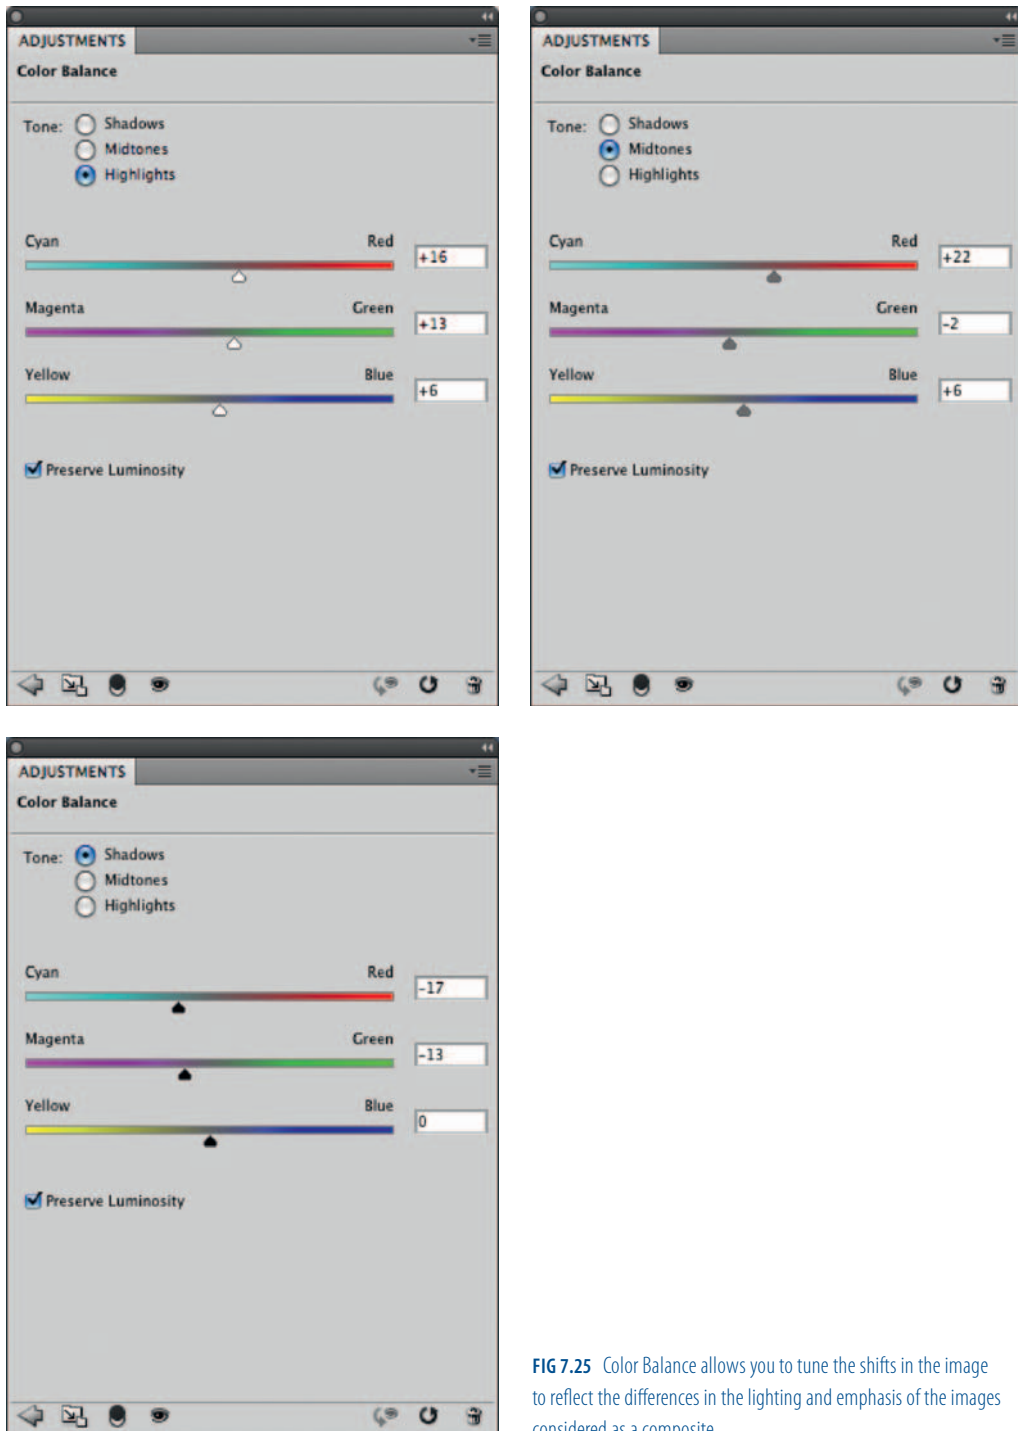 ADJUSTMENTS
Color Balance
Tone: Shadows
Midtones
Highlights
Cyan Red +16
Magenta Green +13
Yellow Blue +6
Preserve Luminosity
ADJUSTMENTS
Color Balance
Tone: Shadows
Midtones
Highlights
Cyan Red +22
Magenta Green -2
Yellow Blue +6
Preserve Luminosity
ADJUSTMENTS
Color Balance
Tone: Shadows
Midtones
Highlights
Cyan Red -17
Magenta Green -13
Yellow Blue 0
Preserve Luminosity
FIG 7.25 Color Balance allows you to tune the shifts in the image
to reflect the differences in the lighting and emphasis of the images
considered as a composite